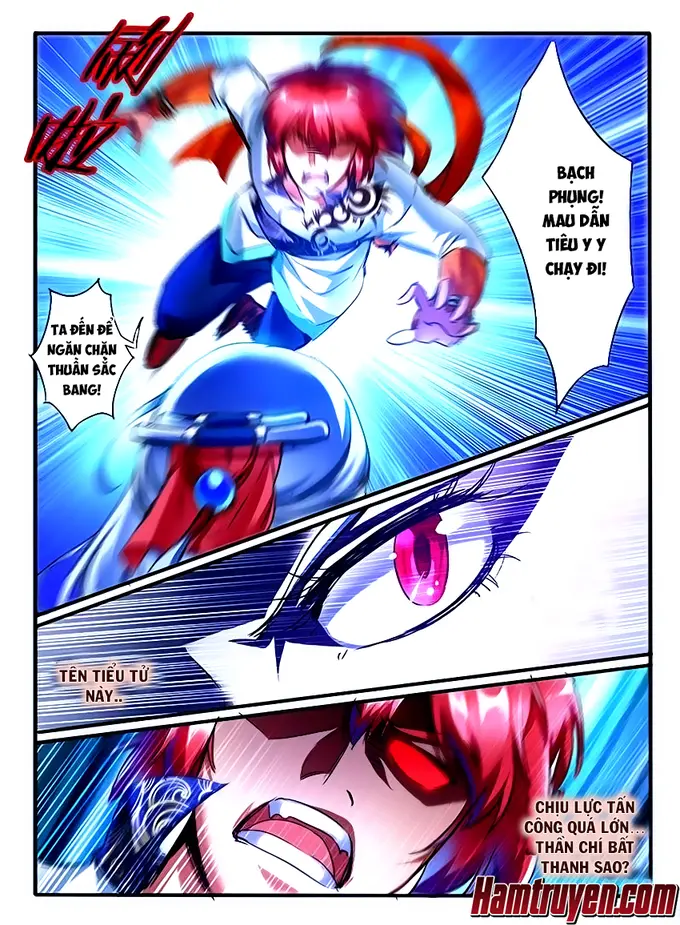 BẠCH
PHỤNG!
MAU DẪN
TIÊU Y Y
CHẠY ĐI!
TA ĐẾN ĐỂ
NGĂN CHẶN
THUẦN SẮC
BANG!
TÊN TIỂU TỬ
NÀY..
CHỊU LỰC TẤN
CÔNG QUÁ LỚN...
THẦN CHÍ BẤT
THANH SAO?
Hamtruyen.com